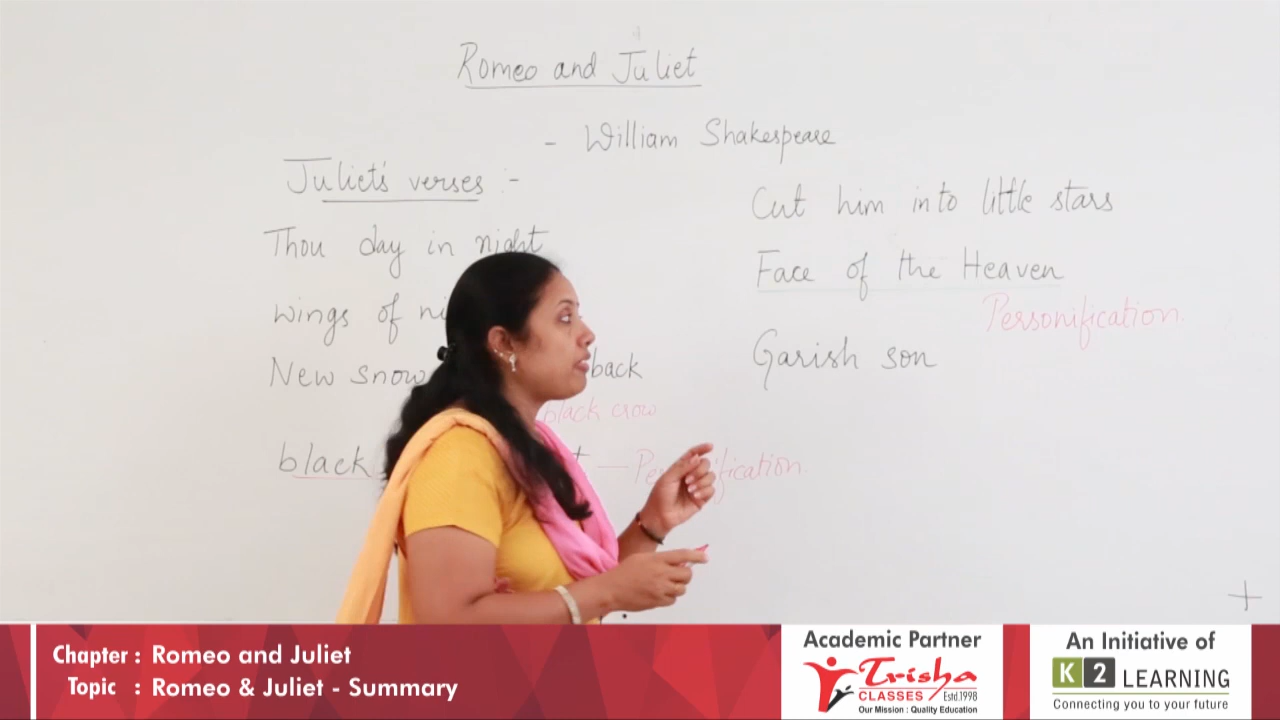 Romeo and Juliet
- William Shakespeare
Juliet's verses :-
Thou day in night
Wings of
New snow back
black crow
black
— Personification.
Cut him into little stars
Face of the Heaven
Personification.
Garish son
Chapter : Romeo and Juliet
Topic : Romeo & Juliet - Summary
Academic Partner
Trisha
CLASSES Estd.1998
Our Mission : Quality Education
An Initiative of
K2 LEARNING
Connecting you to your future